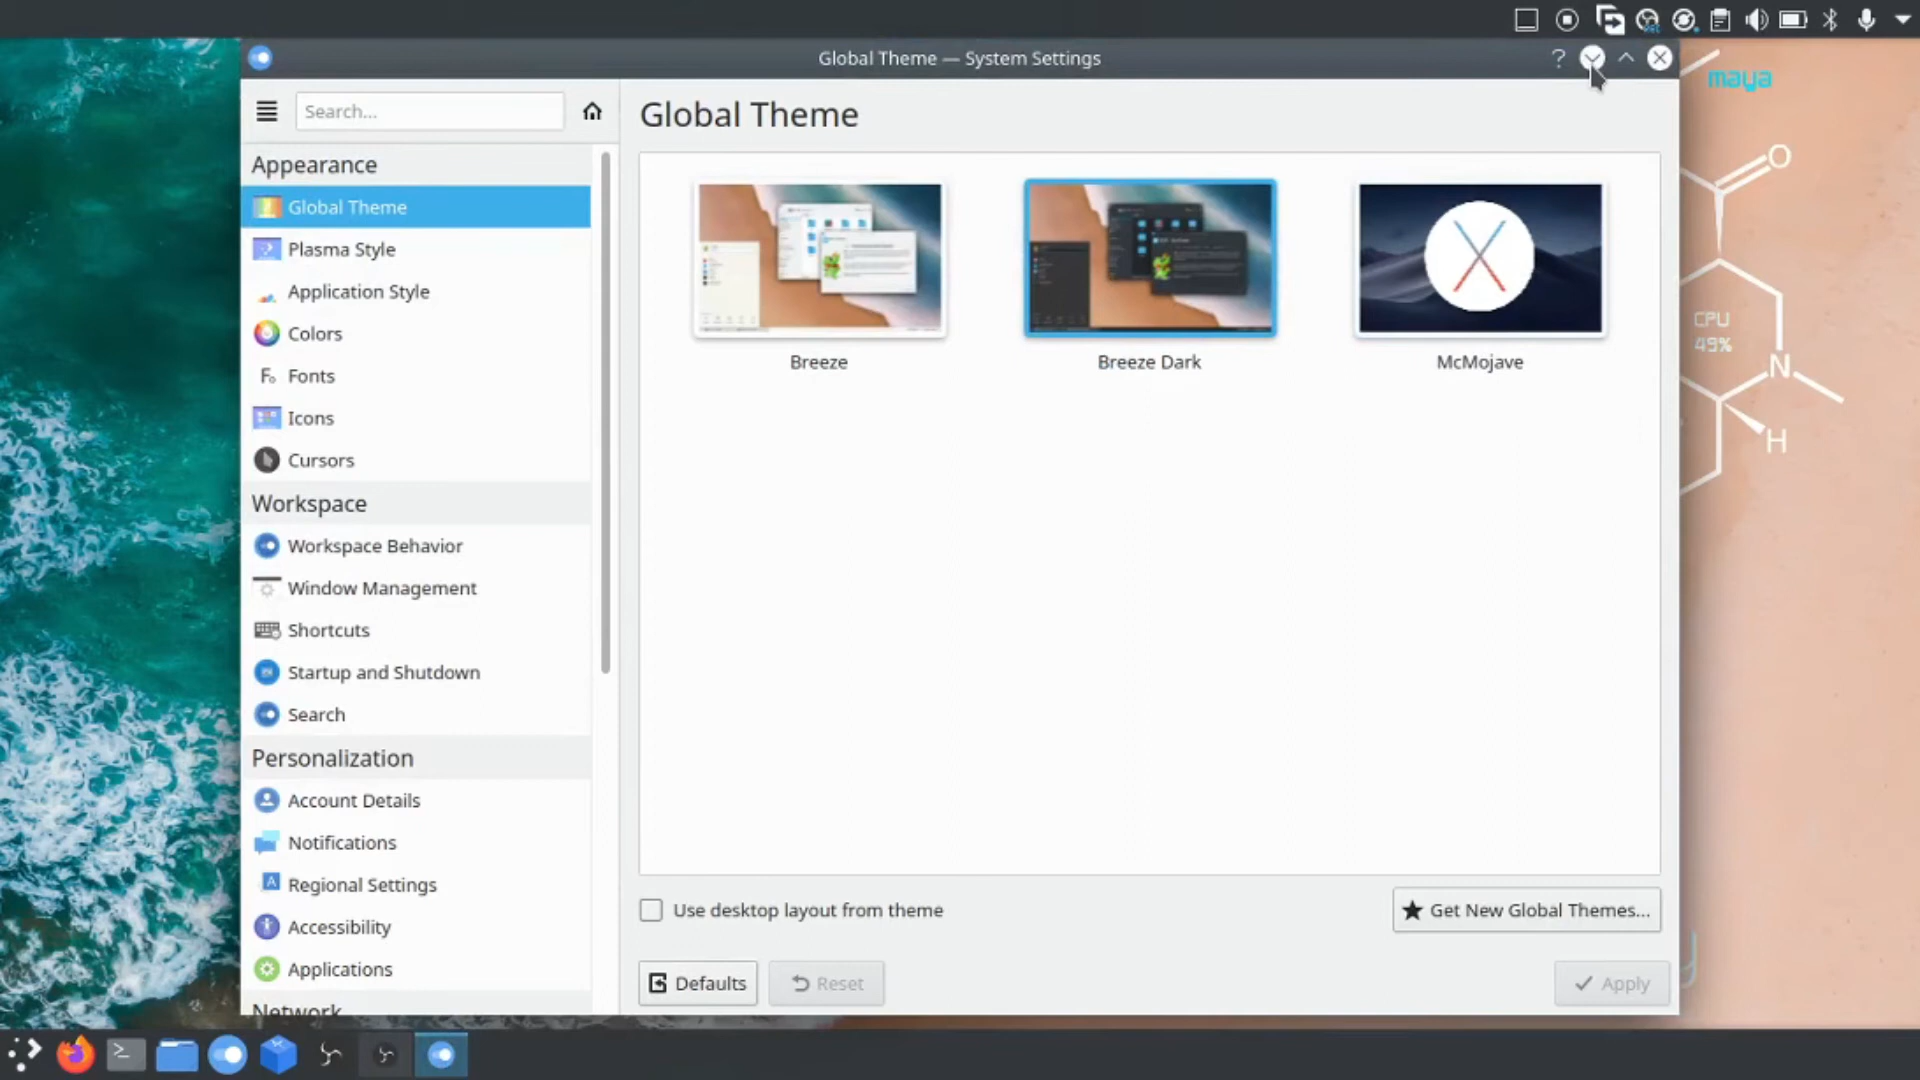 Global Theme — System Settings
?
maya
Search...
Global Theme
Appearance
Global Theme
Plasma Style
Application Style
Colors
Fonts
Icons
Cursors
Workspace
Workspace Behavior
Window Management
Shortcuts
Startup and Shutdown
Search
Personalization
Account Details
Notifications
Regional Settings
Accessibility
Applications
Network
Breeze
Breeze Dark
McMojave
O
CPU
49%
N
H
Use desktop layout from theme
Get New Global Themes...
Defaults
Reset
Apply